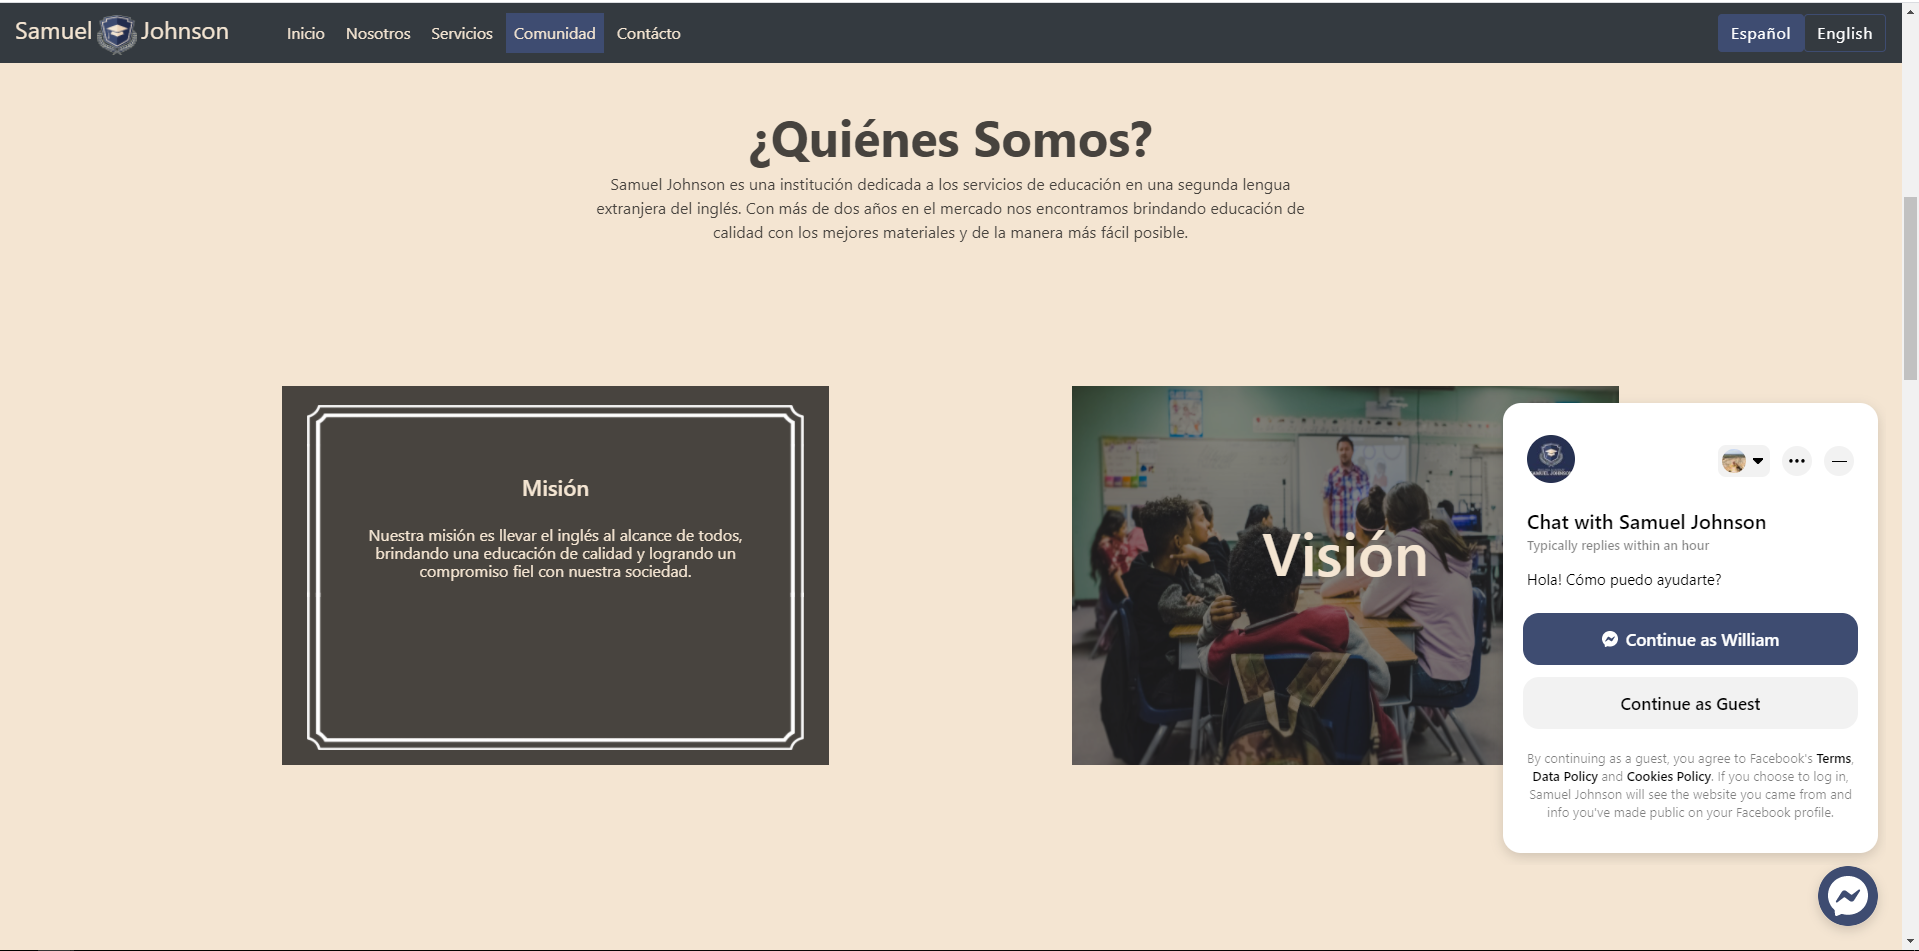 Samuel Johnson
Inicio Nosotros Servicios Comunidad Contácto
Español English
¿Quiénes Somos?
Samuel Johnson es una institución dedicada a los servicios de educación en una segunda lengua
extranjera del inglés. Con más de dos años en el mercado nos encontramos brindando educación de
calidad con los mejores materiales y de la manera más fácil posible.
Misión
Nuestra misión es llevar el inglés al alcance de todos,
brindando una educación de calidad y logrando un
compromiso fiel con nuestra sociedad.
Visión
SAMUEL JOHNSON
Chat with Samuel Johnson
Typically replies within an hour
Hola! Cómo puedo ayudarte?
Continue as William
Continue as Guest
By continuing as a guest, you agree to Facebook's Terms,
Data Policy and Cookies Policy. If you choose to log in,
Samuel Johnson will see the website you came from and
info you've made public on your Facebook profile.